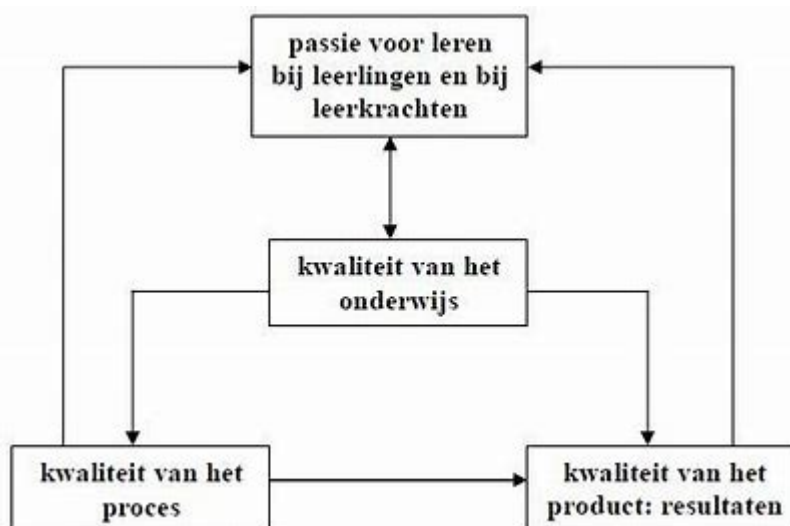 passie voor leren
bij leerlingen en bij
leerkrachten
kwaliteit van het
onderwijs
kwaliteit van het
proces
kwaliteit van het
product: resultaten